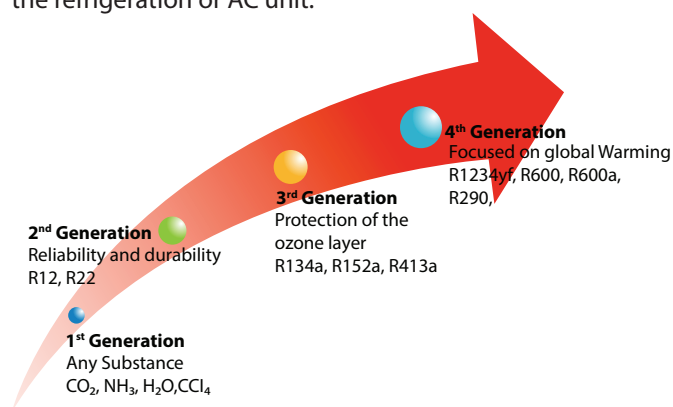 the refrigeration or AC unit.
4th Generation
Focused on global Warming
R1234yf, R600, R600a,
R290,
3rd Generation
Protection of the
ozone layer
R134a, R152a, R413a
2nd Generation
Reliability and durability
R12, R22
1st Generation
Any Substance
CO₂, NH₃, H₂O,CCl₄